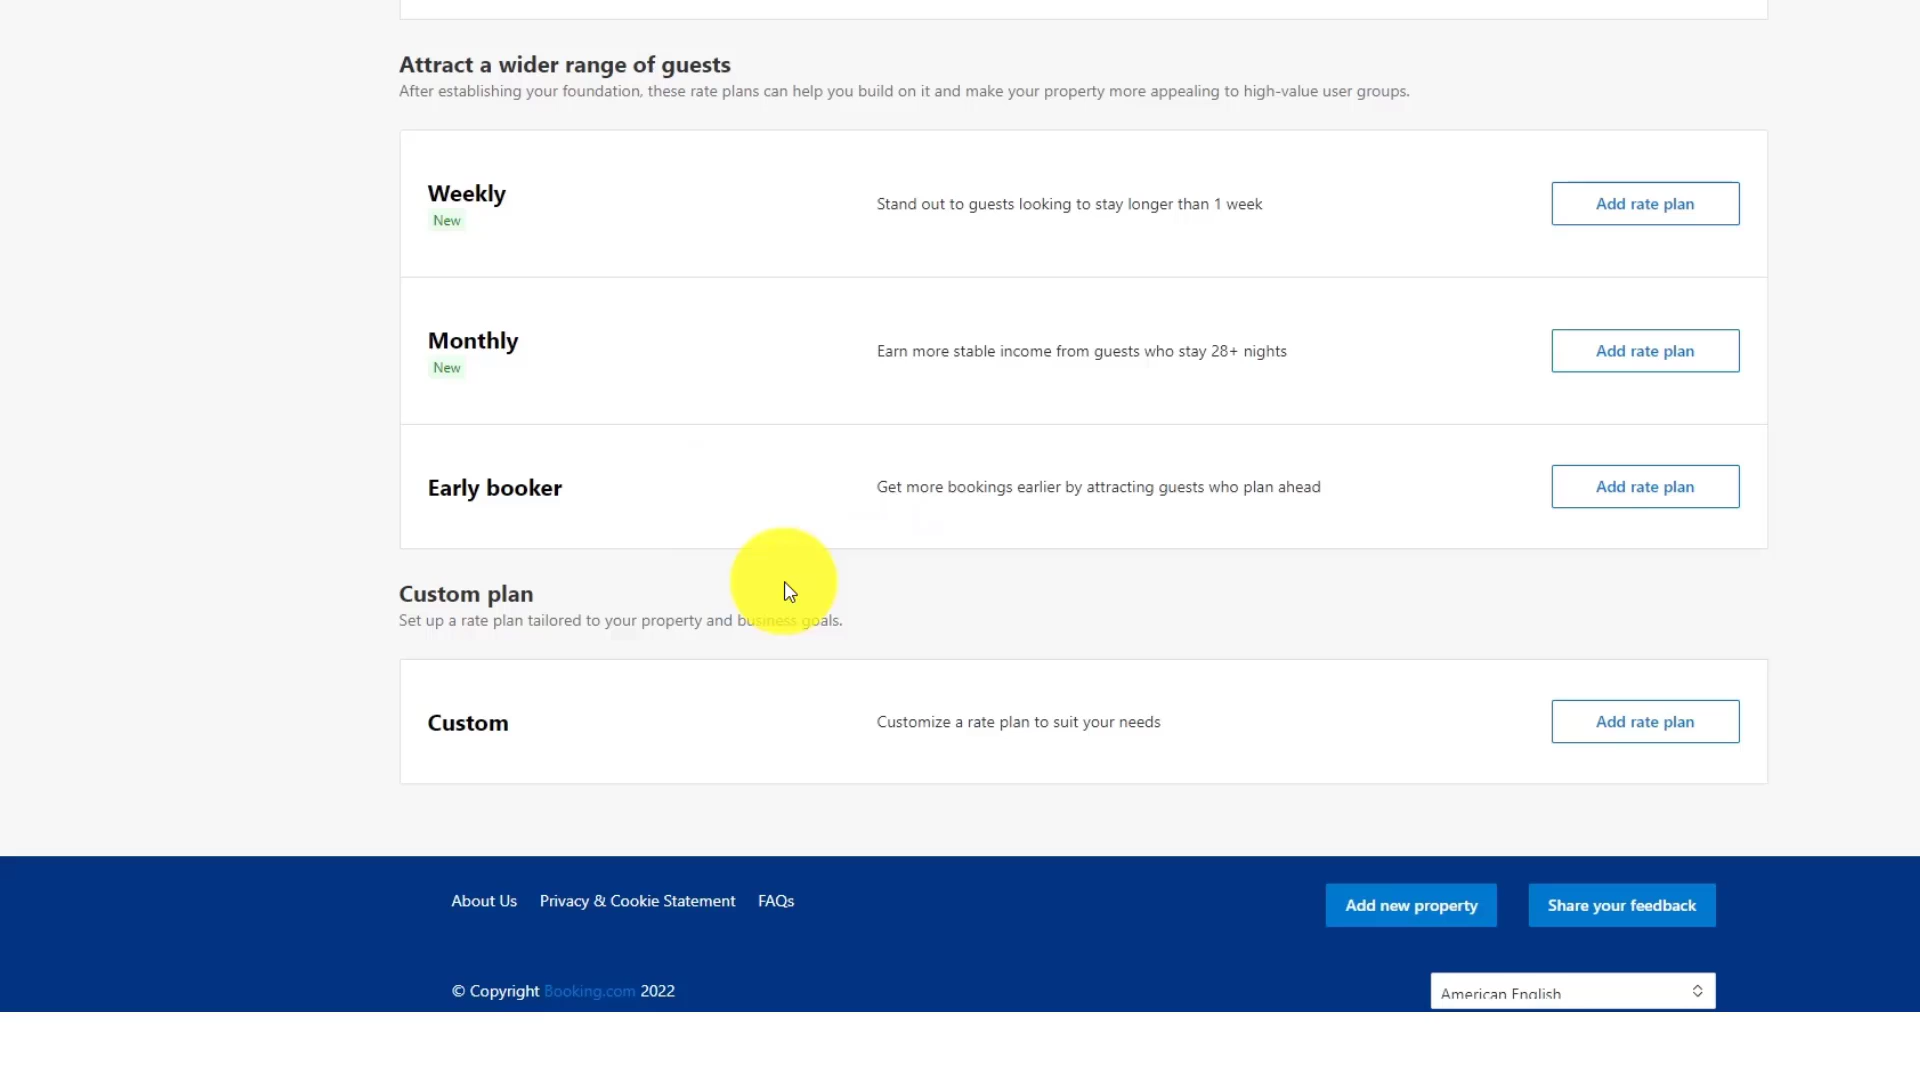 Attract a wider range of guests
After establishing your foundation, these rate plans can help you build on it and make your property more appealing to high-value user groups.
Weekly
New
Stand out to guests looking to stay longer than 1 week
Add rate plan
Monthly
New
Earn more stable income from guests who stay 28+ nights
Add rate plan
Early booker
Get more bookings earlier by attracting guests who plan ahead
Add rate plan
Custom plan
Set up a rate plan tailored to your property and business goals.
Custom
Customize a rate plan to suit your needs
Add rate plan
About Us Privacy & Cookie Statement FAQs
Add new property
Share your feedback
© Copyright Booking.com 2022
American English